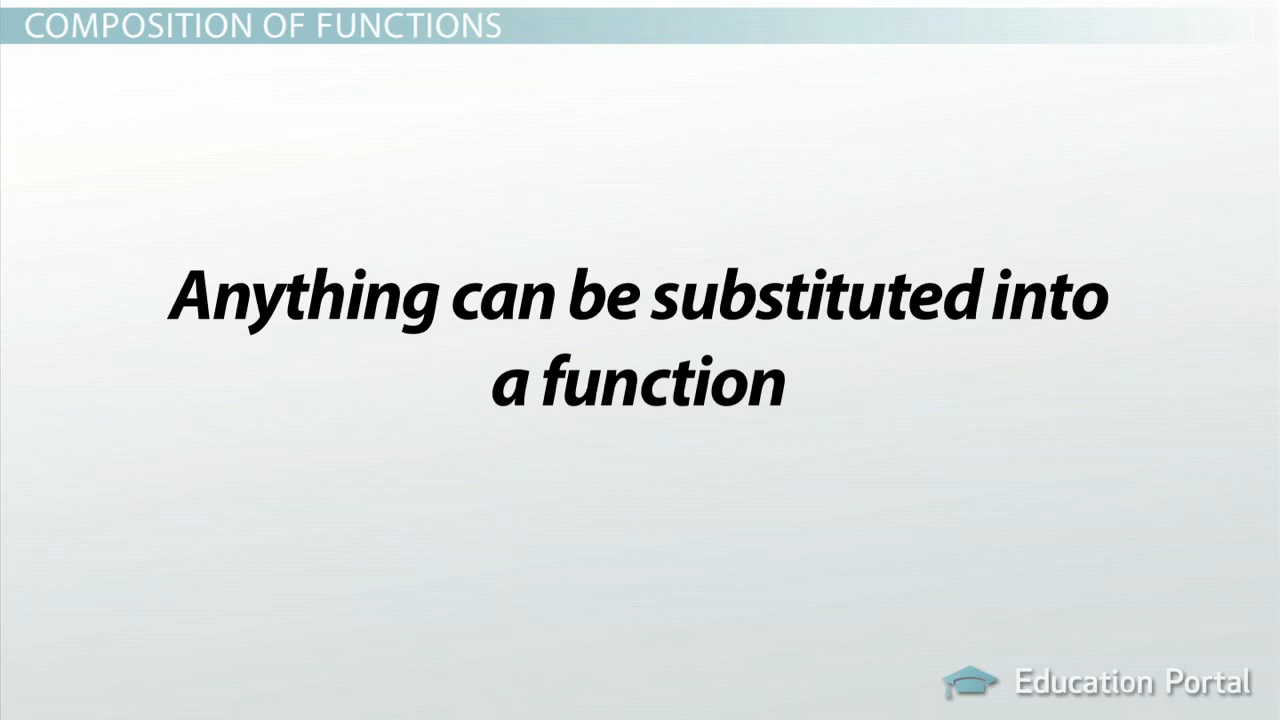 COMPOSITION OF FUNCTIONS
Anything can be substituted into
a function
Education Portal